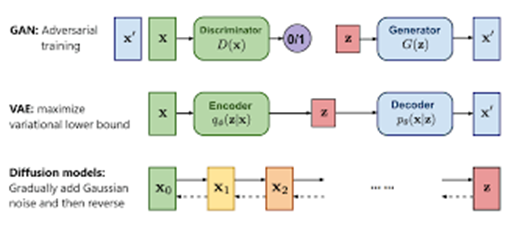 GAN: Adversarial
training
x′
x
Discriminator
D(x)
0/1
z
Generator
G(z)
x′
VAE: maximize
variational lower bound
x
Encoder
qϕ(z|x)
z
Decoder
pθ(x|z)
x′
Diffusion models:
Gradually add Gaussian
noise and then reverse
x0
x1
x2
... ...
z